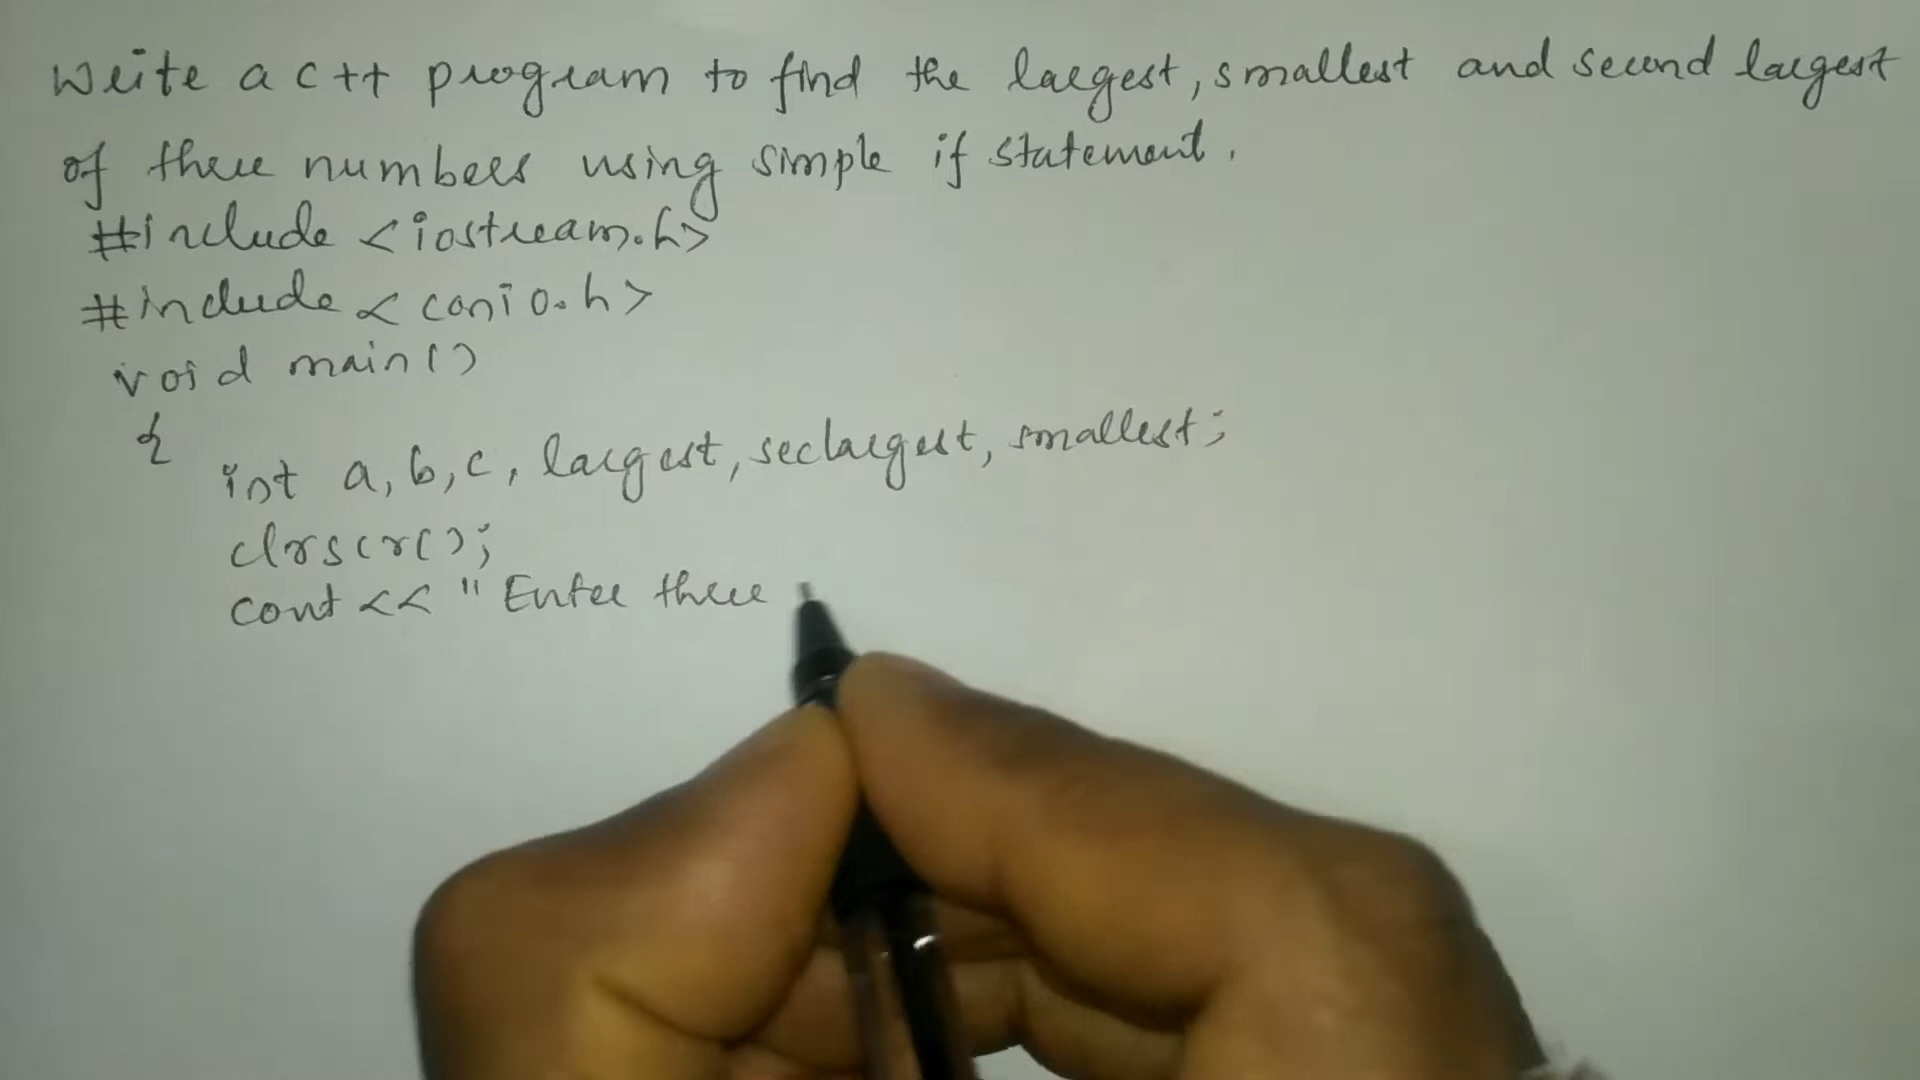 Write a c++ program to find the largest, smallest and second largest
of three numbers using simple if statement.
#include <iostream.h>
#include < conio.h >
void main()
{
int a, b, c, largest, seclargest, smallest;
clrscr();
cout << " Enter three